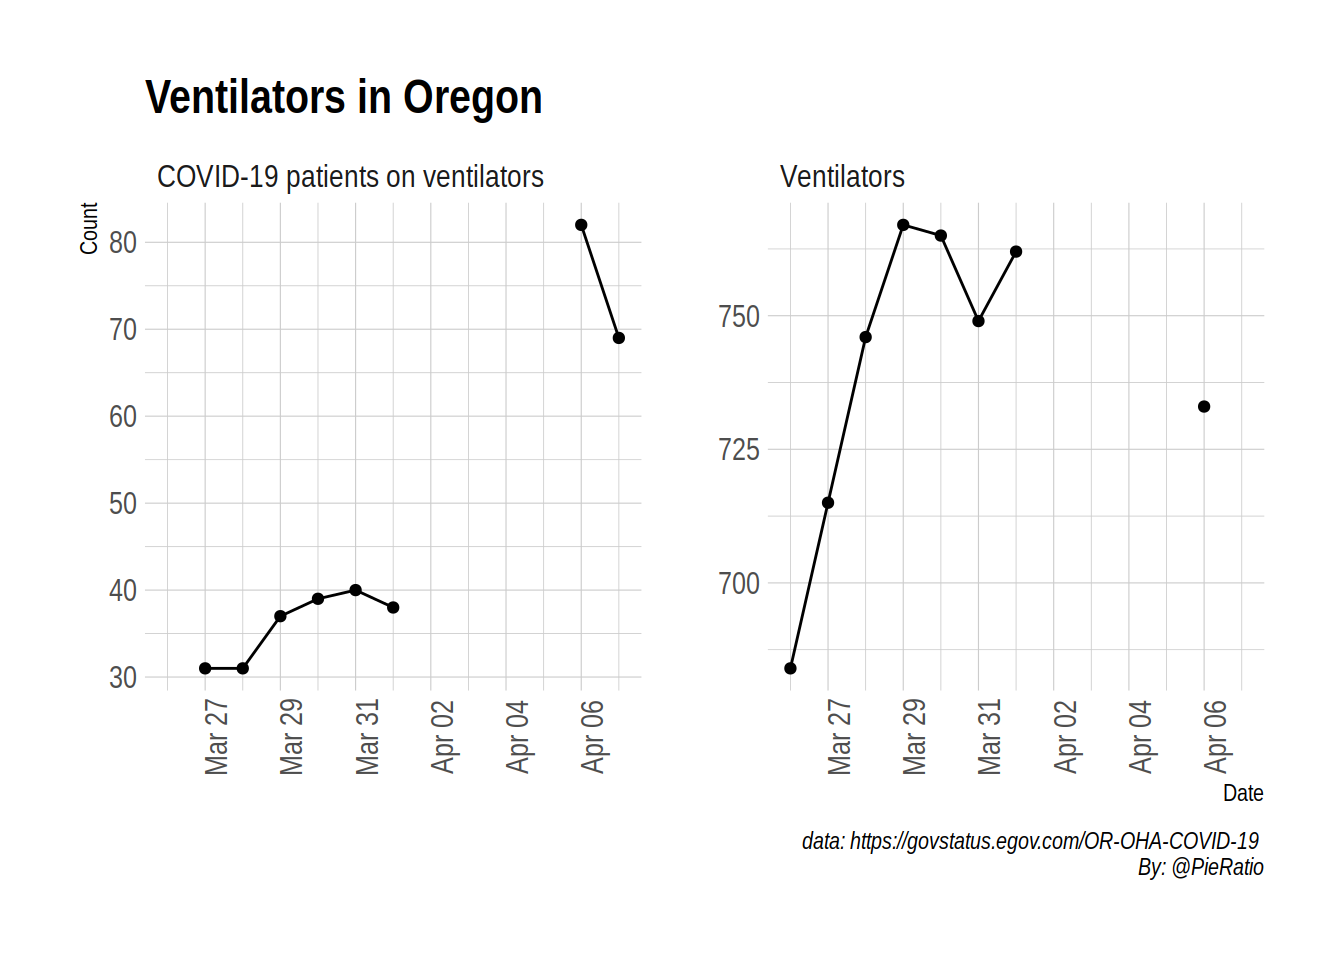 Ventilators in Oregon
COVID-19 patients on ventilators
Count
80
70
60
50
40
30
Mar 27
Mar 29
Mar 31
Apr 02
Apr 04
Apr 06
Ventilators
750
725
700
Mar 27
Mar 29
Mar 31
Apr 02
Apr 04
Apr 06
Date
data: https://govstatus.egov.com/OR-OHA-COVID-19
By: @PieRatio